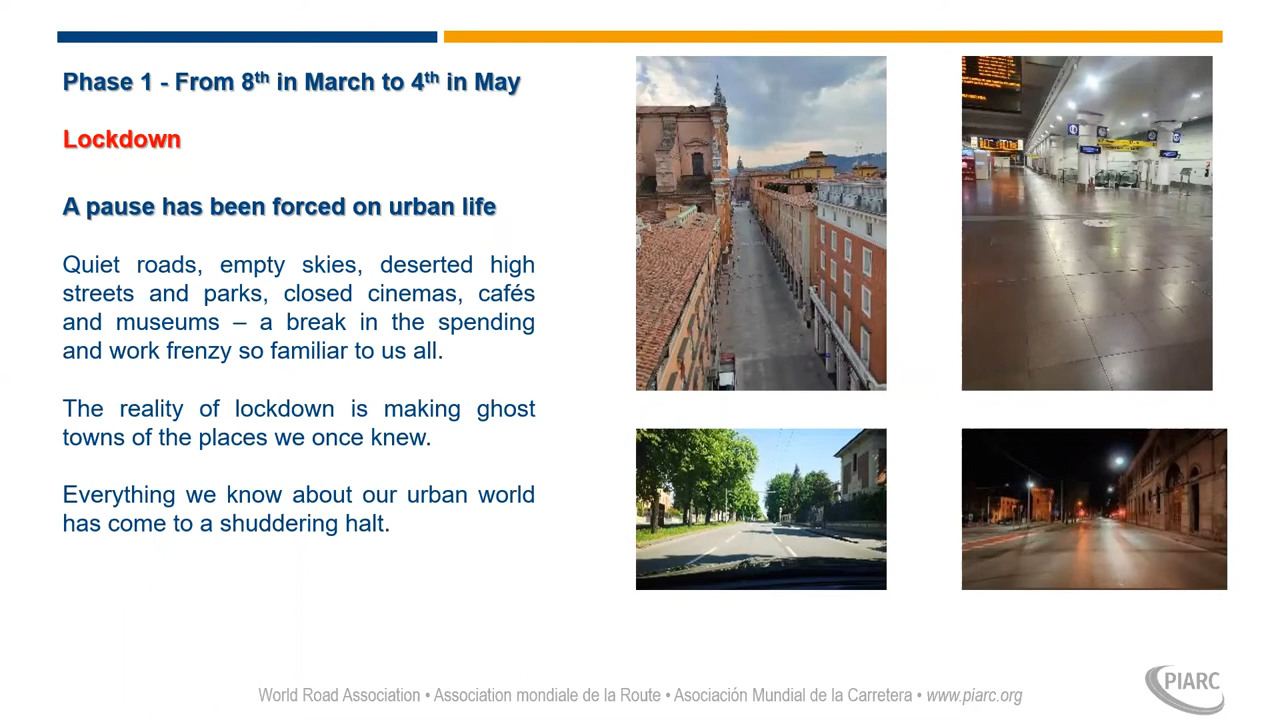 Phase 1 - From 8th in March to 4th in May
Lockdown
A pause has been forced on urban life
Quiet roads, empty skies, deserted high
streets and parks, closed cinemas, cafés
and museums – a break in the spending
and work frenzy so familiar to us all.
The reality of lockdown is making ghost
towns of the places we once knew.
Everything we know about our urban world
has come to a shuddering halt.
World Road Association • Association mondiale de la Route • Asociación Mundial de la Carretera • www.piarc.org
PIARC